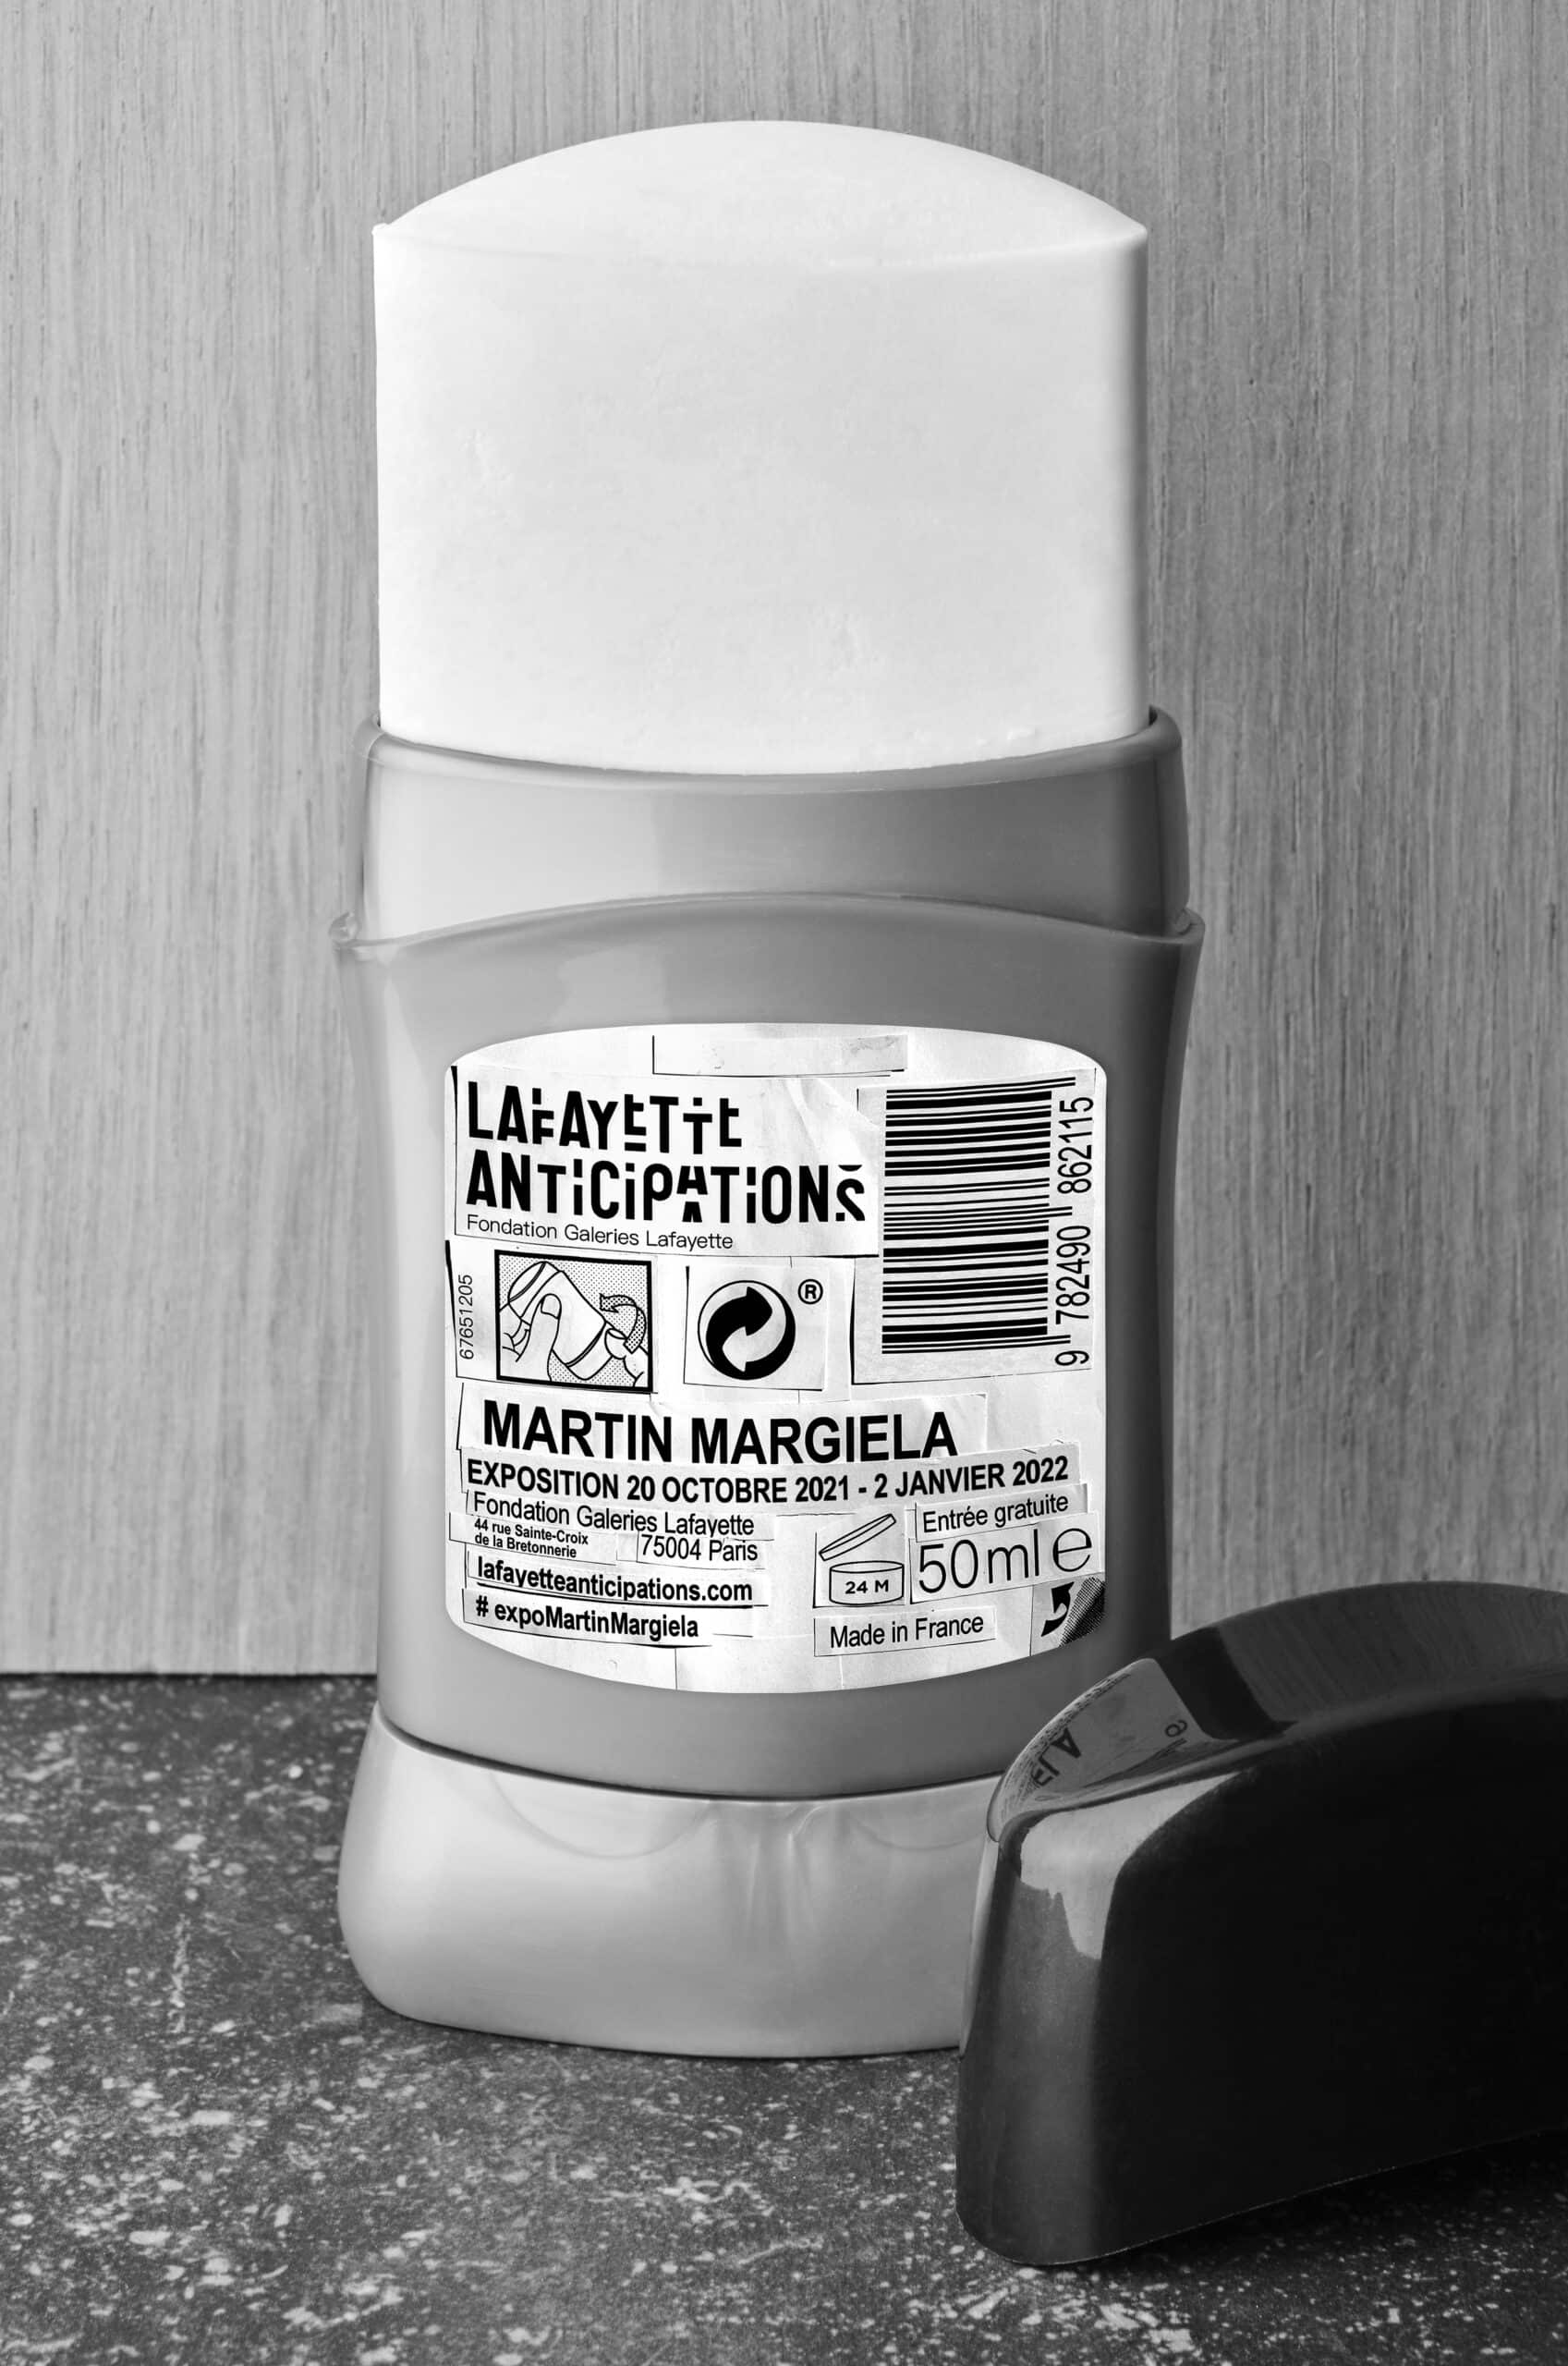 LAFAYETTE
ANTICIPATIONS
Fondation Galeries Lafayette
9 782490 862115
67651205
®
MARTIN MARGIELA
EXPOSITION 20 OCTOBRE 2021 - 2 JANVIER 2022
Fondation Galeries Lafayette
44 rue Sainte-Croix
de la Bretonnerie
75004 Paris
lafayetteanticipations.com
# expoMartinMargiela
Entrée gratuite
50ml e
24 M
Made in France